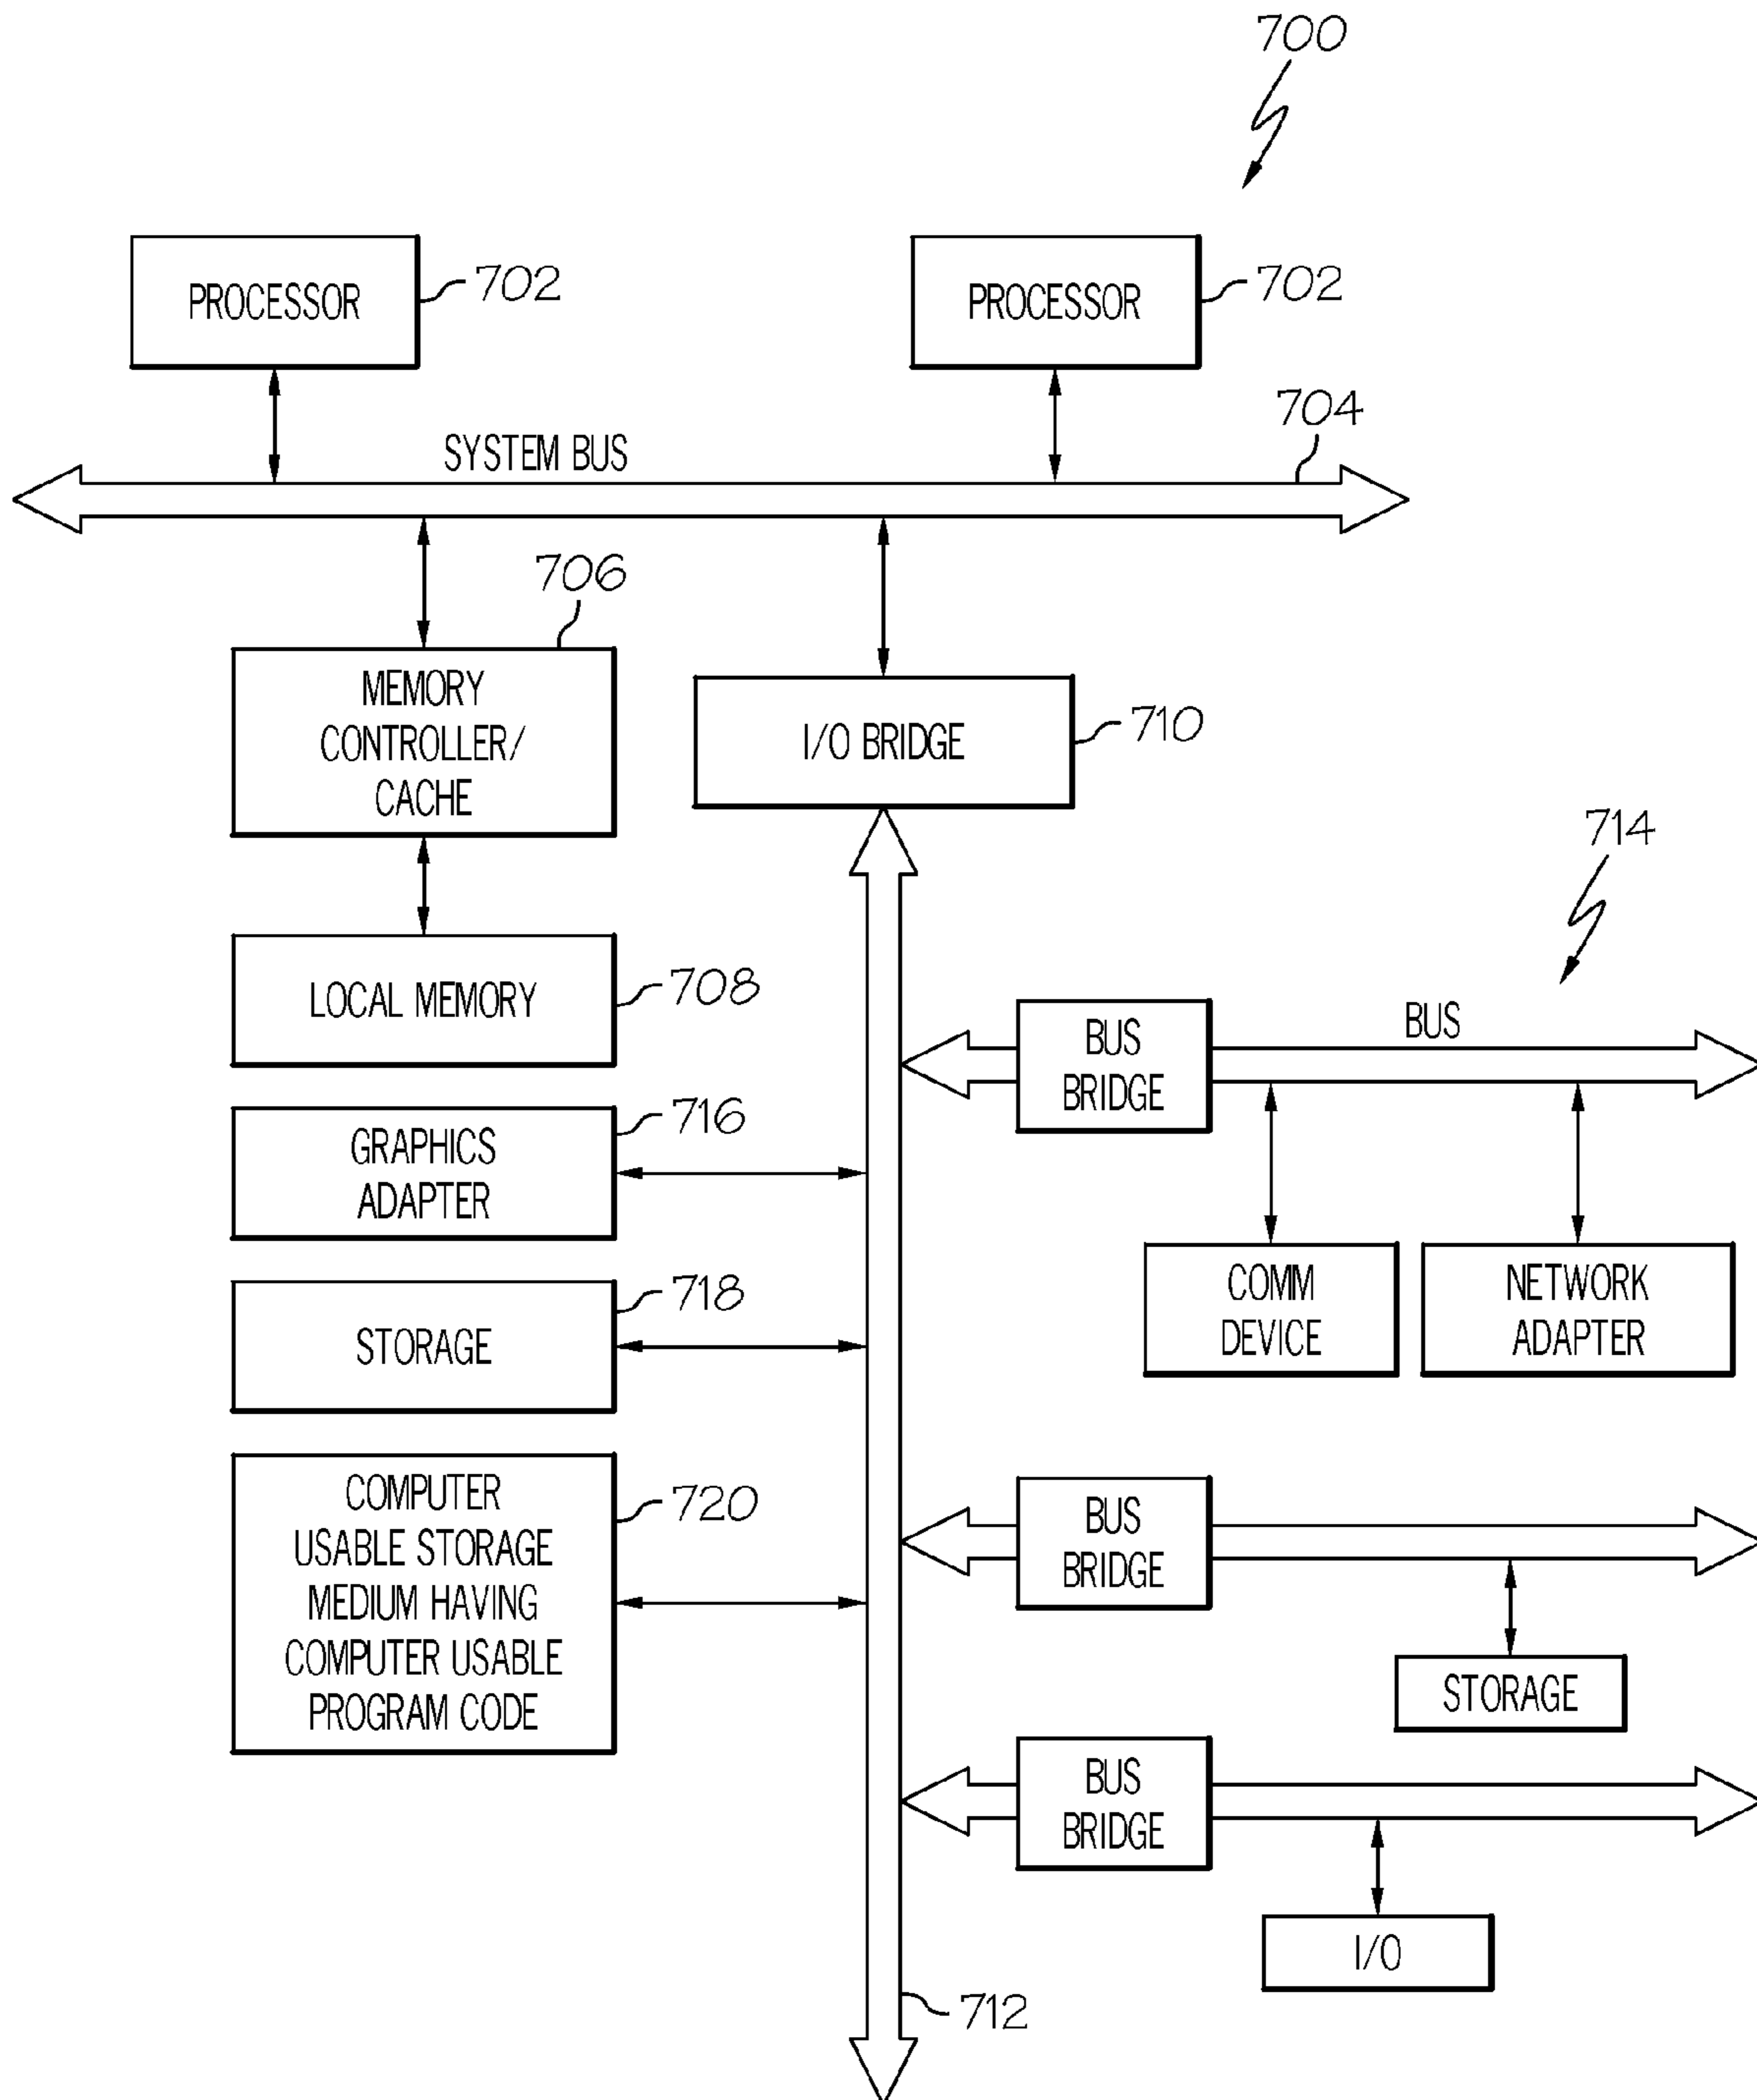 700
PROCESSOR
702
PROCESSOR
702
704
SYSTEM BUS
706
MEMORY
CONTROLLER/
CACHE
I/O BRIDGE
710
714
LOCAL MEMORY
708
BUS
BRIDGE
BUS
GRAPHICS
ADAPTER
716
COMM
DEVICE
NETWORK
ADAPTER
STORAGE
718
COMPUTER
USABLE STORAGE
MEDIUM HAVING
COMPUTER USABLE
PROGRAM CODE
720
BUS
BRIDGE
STORAGE
BUS
BRIDGE
I/O
712